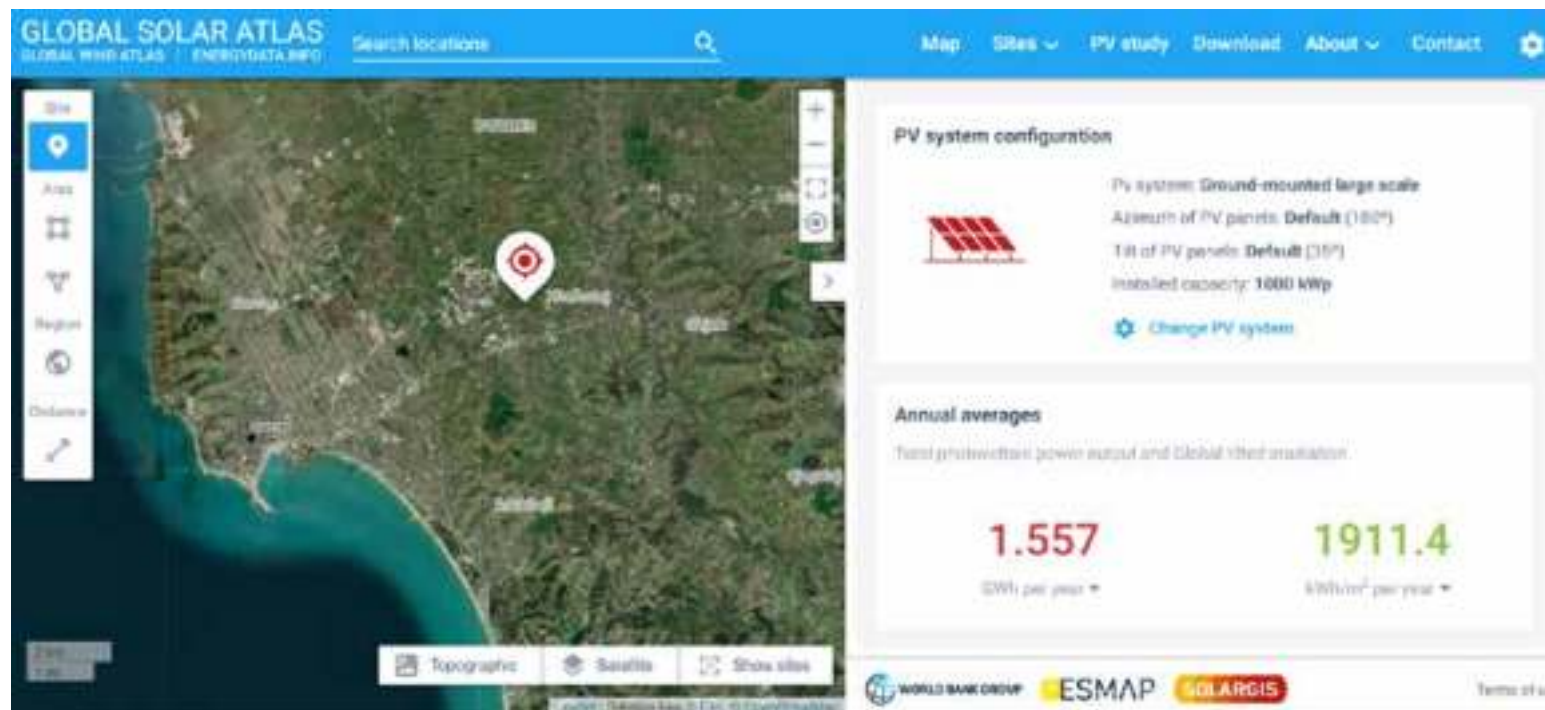 GLOBAL SOLAR ATLAS
GLOBAL WIND ATLAS / ENERGYDATA.INFO
Search locations
Map Sites PV study Download About Contact
Site
Area
Region
Distance
PV system configuration
Pv system: Ground-mounted large scale
Azimuth of PV panels: Default (180°)
Tilt of PV panels: Default
Installed capacity: 1000 kWp
Change PV system
Annual averages
Total photovoltaic power output and Global tilted irradiation
1.557
GWh per year
1911.4
kWh/m² per year
Topographic
Satellite
Show sites
WORLD BANK GROUP
ESMAP
SOLARGIS
Terms of u